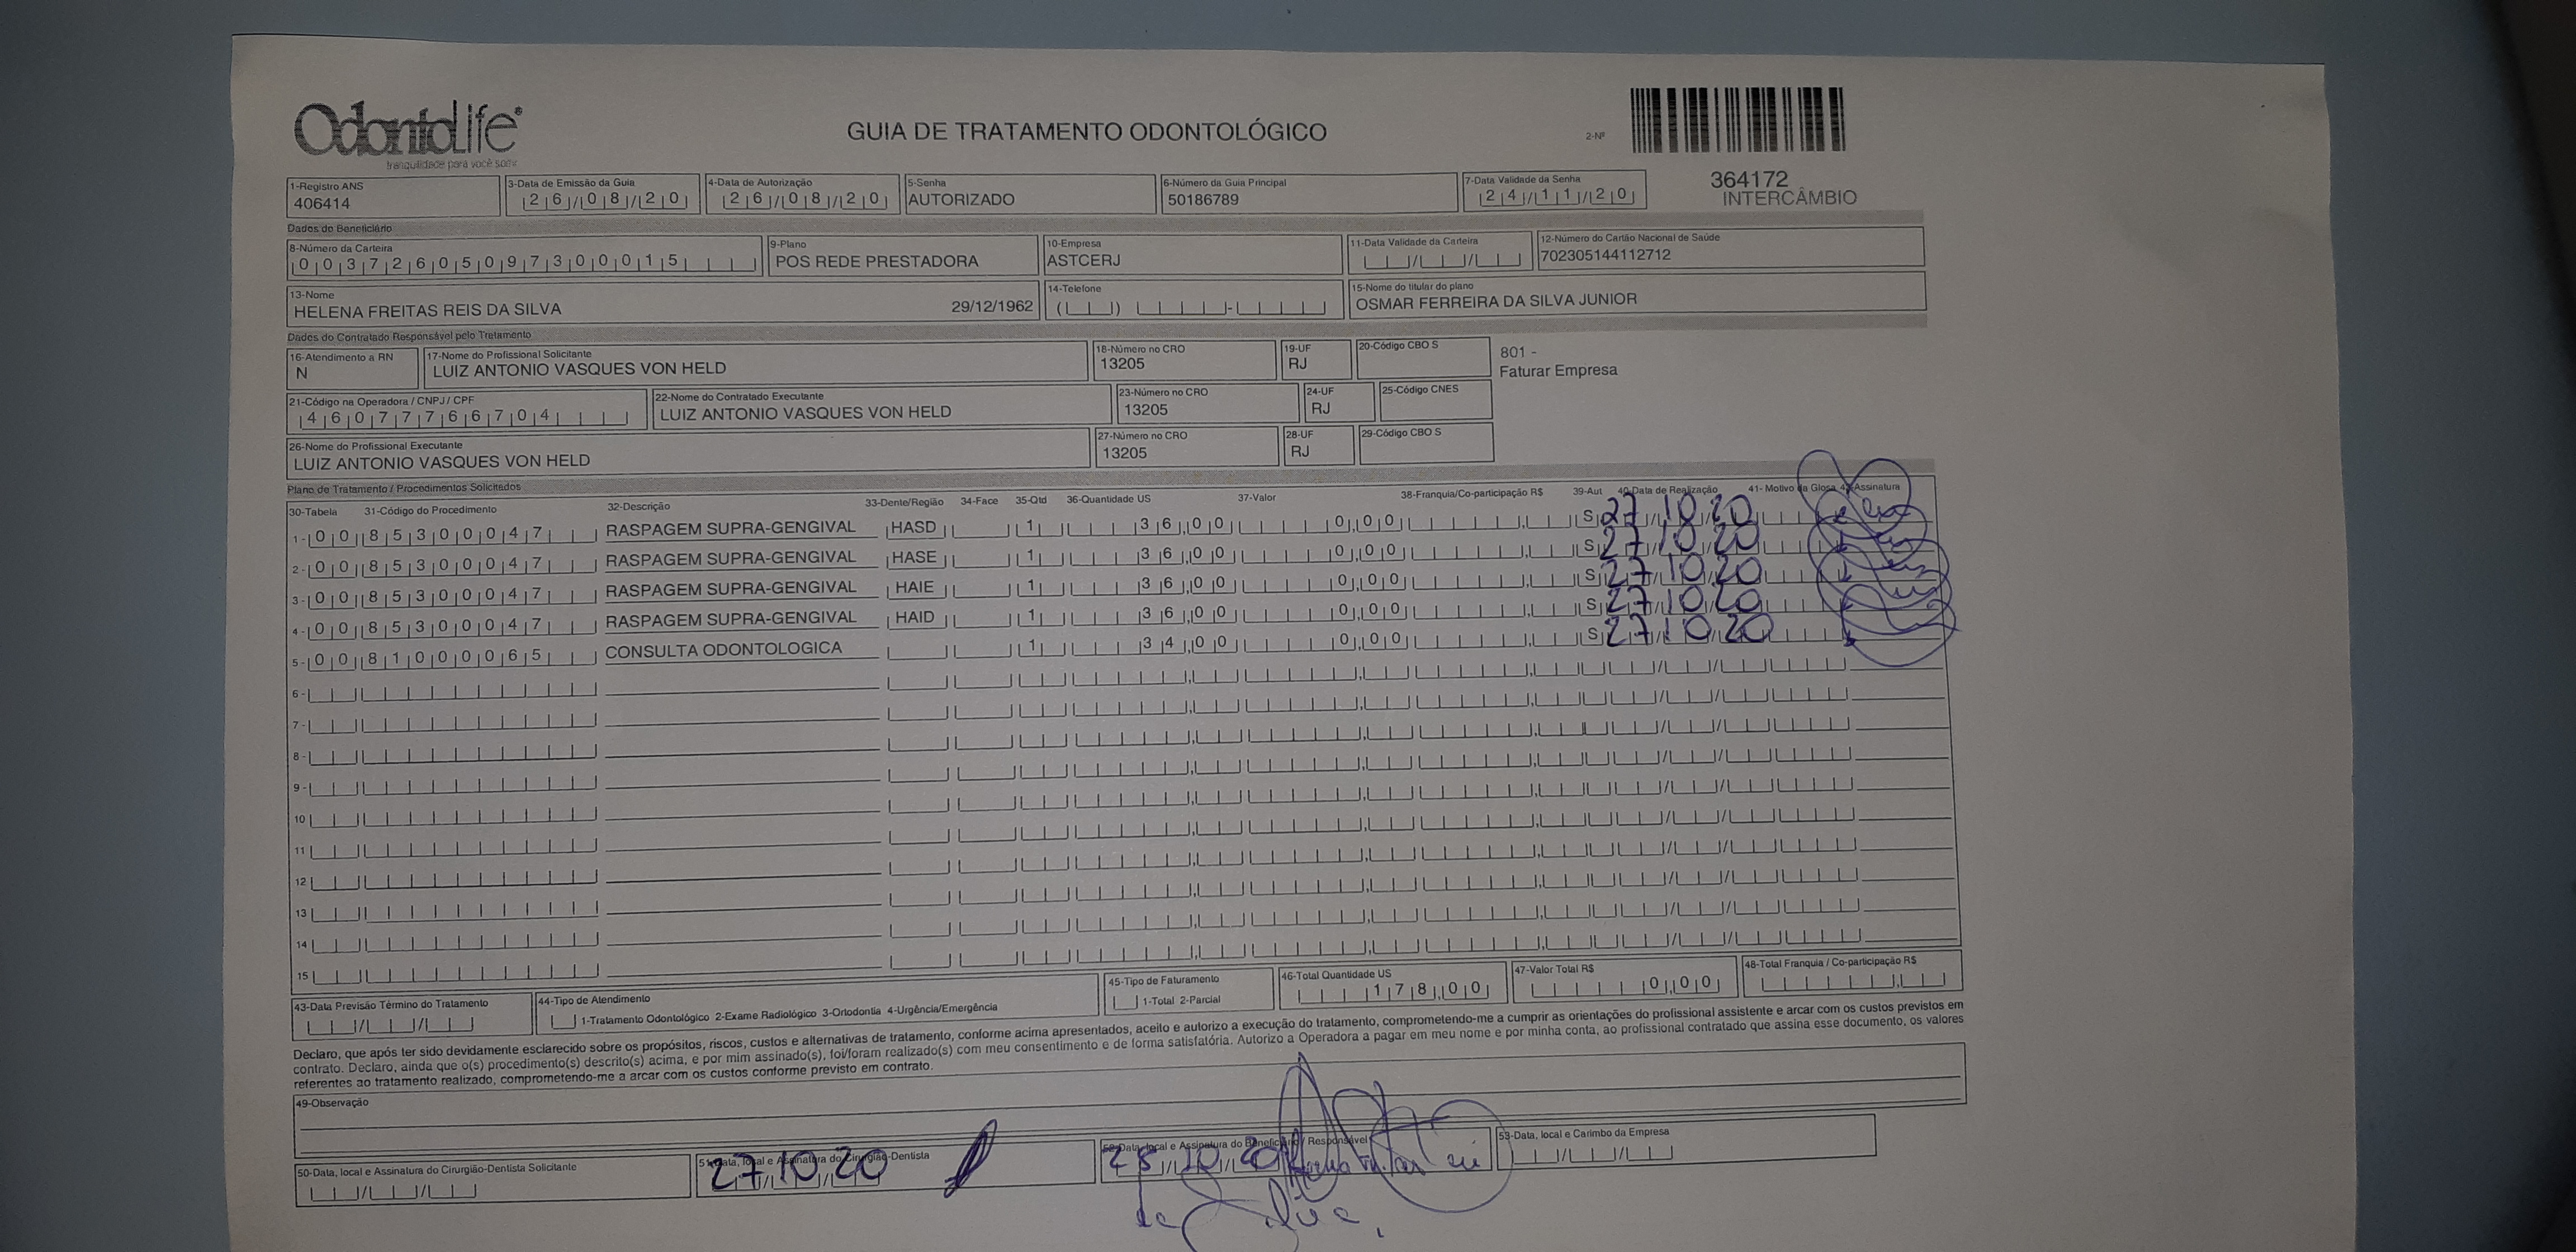 OdontoLife®
tranquilidade para você sorrir
GUIA DE TRATAMENTO ODONTOLÓGICO
2-Nº
364172
INTERCÂMBIO
1-Registro ANS
406414
3-Data de Emissão da Guia
26/08/20
4-Data de Autorização
26/08/20
5-Senha
AUTORIZADO
6-Número da Guia Principal
50186789
7-Data Validade da Senha
24/11/20
Dados do Beneficiário
8-Número da Carteira
00372605097300015
9-Plano
POS REDE PRESTADORA
10-Empresa
ASTCERJ
11-Data Validade da Carteira
12-Número do Cartão Nacional de Saúde
702305144112712
13-Nome
HELENA FREITAS REIS DA SILVA 29/12/1962
14-Telefone
15-Nome do titular do plano
OSMAR FERREIRA DA SILVA JUNIOR
Dados do Contratado Responsável pelo Tratamento
16-Atendimento a RN
N
17-Nome do Profissional Solicitante
LUIZ ANTONIO VASQUES VON HELD
18-Número no CRO
13205
19-UF
RJ
20-Código CBO S
801 -
Faturar Empresa
21-Código na Operadora / CNPJ / CPF
46077766704
22-Nome do Contratado Executante
LUIZ ANTONIO VASQUES VON HELD
23-Número no CRO
13205
24-UF
RJ
25-Código CNES
26-Nome do Profissional Executante
LUIZ ANTONIO VASQUES VON HELD
27-Número no CRO
13205
28-UF
RJ
29-Código CBO S
Plano de Tratamento / Procedimentos Solicitados
30-Tabela 31-Código do Procedimento 32-Descrição 33-Dente/Região 34-Face 35-Qtd 36-Quantidade US 37-Valor 38-Franquia/Co-participação R$ 39-Aut 40-Data de Realização 41- Motivo da Glosa 42-Assinatura
1- 00 85300047 RASPAGEM SUPRA-GENGIVAL HASD 1 36,00 0,00 S 27/10/20
2- 00 85300047 RASPAGEM SUPRA-GENGIVAL HASE 1 36,00 0,00 S 27/10/20
3- 00 85300047 RASPAGEM SUPRA-GENGIVAL HAIE 1 36,00 0,00 S 27/10/20
4- 00 85300047 RASPAGEM SUPRA-GENGIVAL HAID 1 36,00 0,00 S 27/10/20
5- 00 81000065 CONSULTA ODONTOLOGICA 1 34,00 0,00 S 27/10/20
6-
7-
8-
9-
10
11
12
13
14
15
43-Data Previsão Término do Tratamento
44-Tipo de Atendimento
1-Tratamento Odontológico 2-Exame Radiológico 3-Ortodontia 4-Urgência/Emergência
45-Tipo de Faturamento
1-Total 2-Parcial
46-Total Quantidade US
178,00
47-Valor Total R$
0,00
48-Total Franquia / Co-participação R$
Declaro, que após ter sido devidamente esclarecido sobre os propósitos, riscos, custos e alternativas de tratamento, conforme acima apresentados, aceito e autorizo a execução do tratamento, comprometendo-me a cumprir as orientações do profissional assistente e arcar com os custos previstos em
contrato. Declaro, ainda que o(s) procedimento(s) descrito(s) acima, e por mim assinado(s), foi/foram realizado(s) com meu consentimento e de forma satisfatória. Autorizo a Operadora a pagar em meu nome e por minha conta, ao profissional contratado que assina esse documento, os valores
referentes ao tratamento realizado, comprometendo-me a arcar com os custos conforme previsto em contrato.
49-Observação
50-Data, local e Assinatura do Cirurgião-Dentista Solicitante
51-Data, local e Assinatura do Cirurgião-Dentista
27/10/20
52-Data, local e Assinatura do Beneficiário / Responsável
da Silva
53-Data, local e Carimbo da Empresa